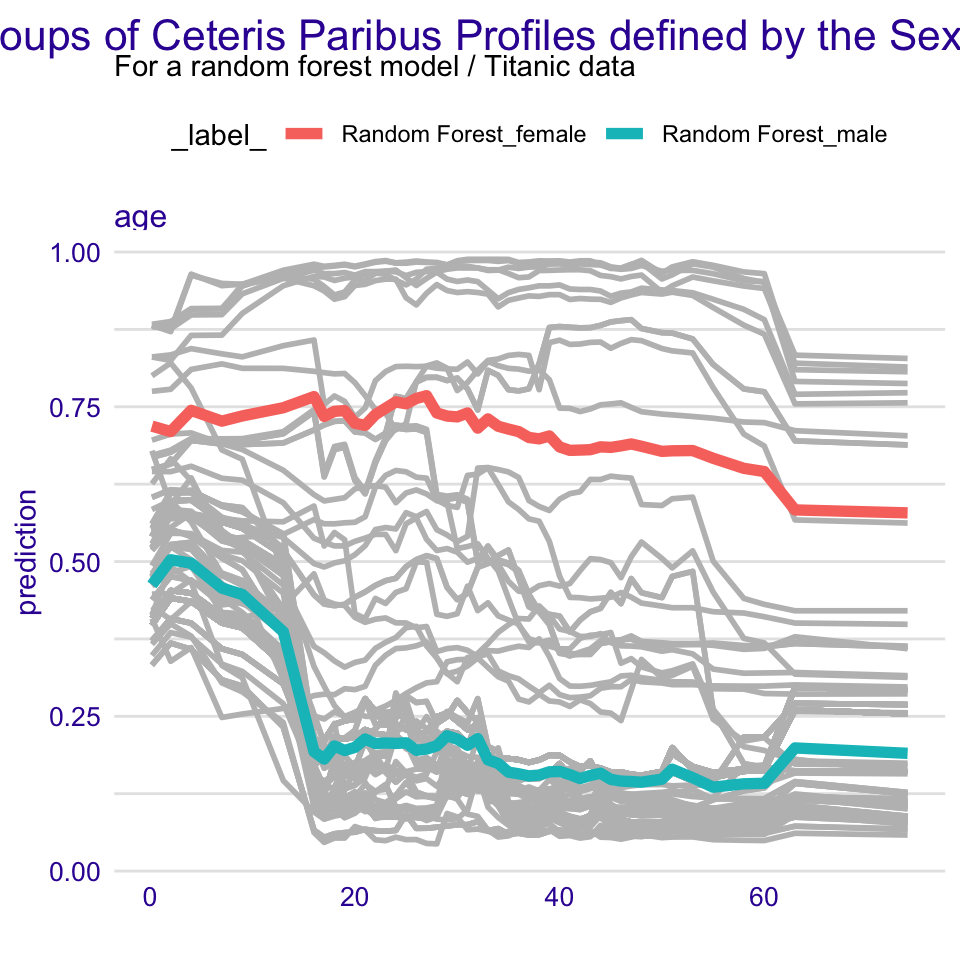 oups of Ceteris Paribus Profiles defined by the Sex
For a random forest model / Titanic data
_label_ Random Forest_female Random Forest_male
age
1.00
0.75
0.50
0.25
0.00
prediction
0 20 40 60